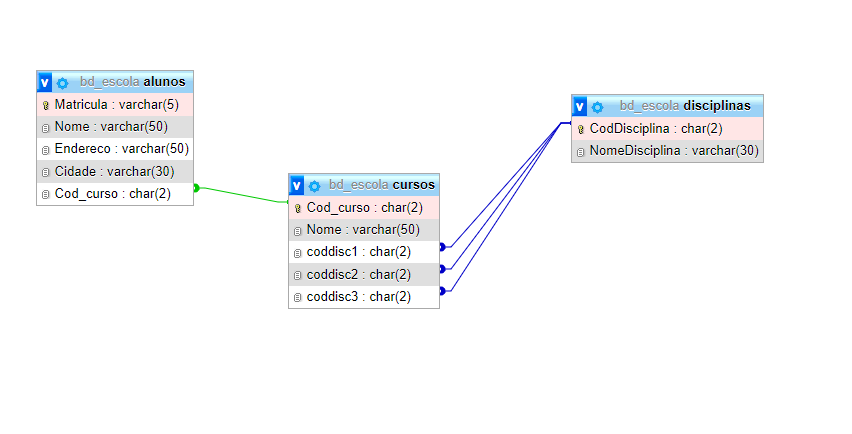 v bd_escola alunos
Matricula : varchar(5)
Nome : varchar(50)
Endereco : varchar(50)
Cidade : varchar(30)
Cod_curso : char(2)
v bd_escola cursos
Cod_curso : char(2)
Nome : varchar(50)
coddisc1 : char(2)
coddisc2 : char(2)
coddisc3 : char(2)
v bd_escola disciplinas
CodDisciplina : char(2)
NomeDisciplina : varchar(30)